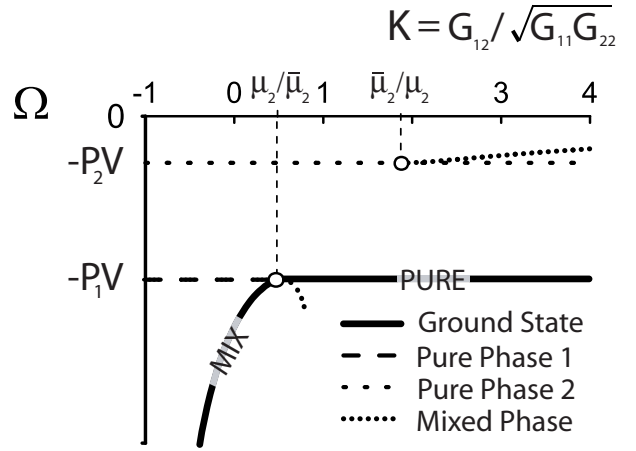 K = G₁₂/√G₁₁G₂₂
Ω
-1 0 μ₂/μ̄₂ 1 μ̄₂/μ₂ 3 4
0
-P₂V
-P₁V
PURE
MIX
Ground State
Pure Phase 1
Pure Phase 2
Mixed Phase